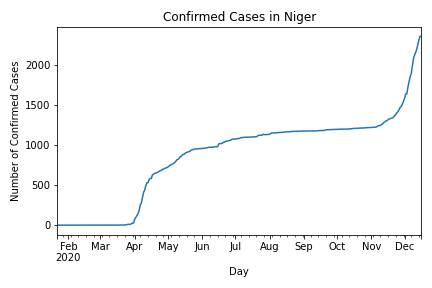 Confirmed Cases in Niger
Number of Confirmed Cases
2000
1500
1000
500
0
Feb Mar Apr May Jun Jul Aug Sep Oct Nov Dec
2020
Day